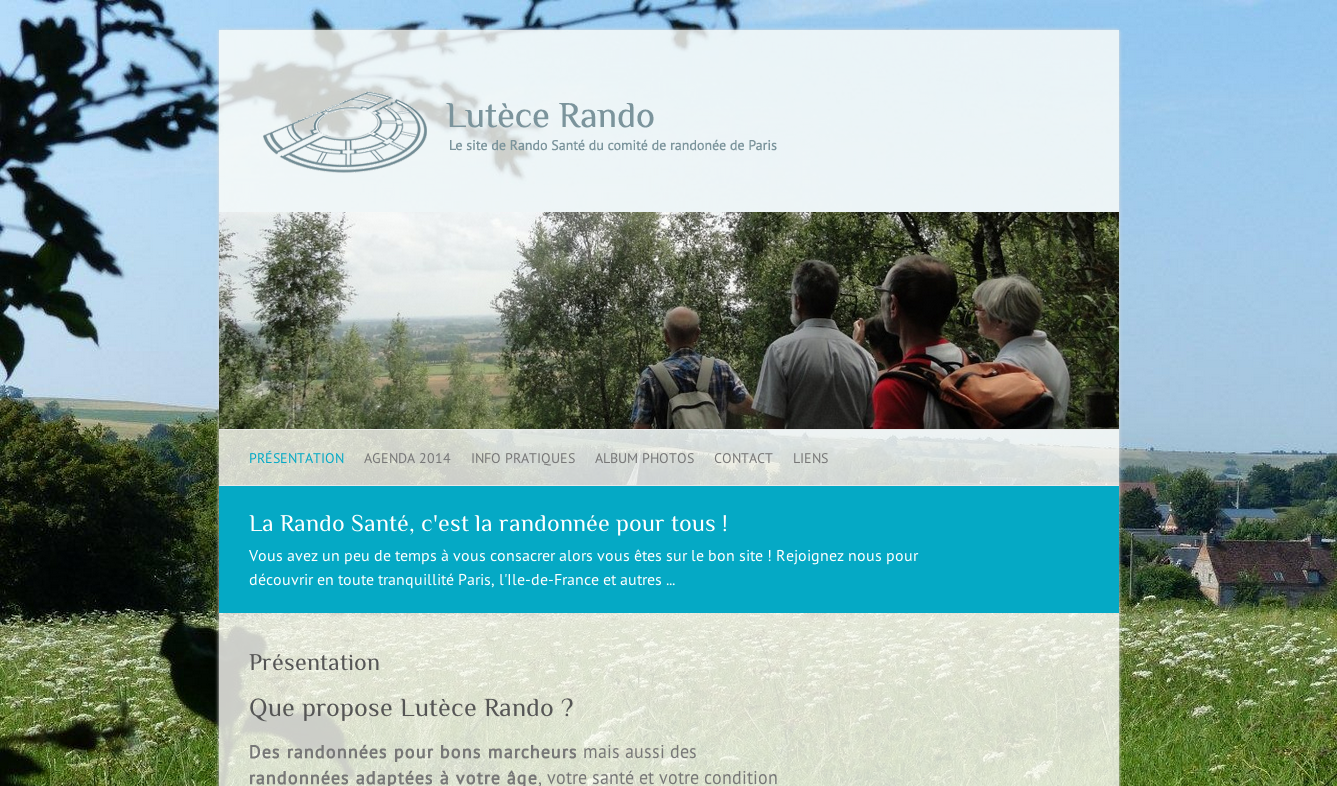 Lutèce Rando
Le site de Rando Santé du comité de randonée de Paris
PRÉSENTATION AGENDA 2014 INFO PRATIQUES ALBUM PHOTOS CONTACT LIENS
La Rando Santé, c'est la randonnée pour tous !
Vous avez un peu de temps à vous consacrer alors vous êtes sur le bon site ! Rejoignez nous pour
découvrir en toute tranquillité Paris, l'Ile-de-France et autres ...
Présentation
Que propose Lutèce Rando ?
Des randonnées pour bons marcheurs mais aussi des
randonnées adaptées à votre âge, votre santé et votre condition